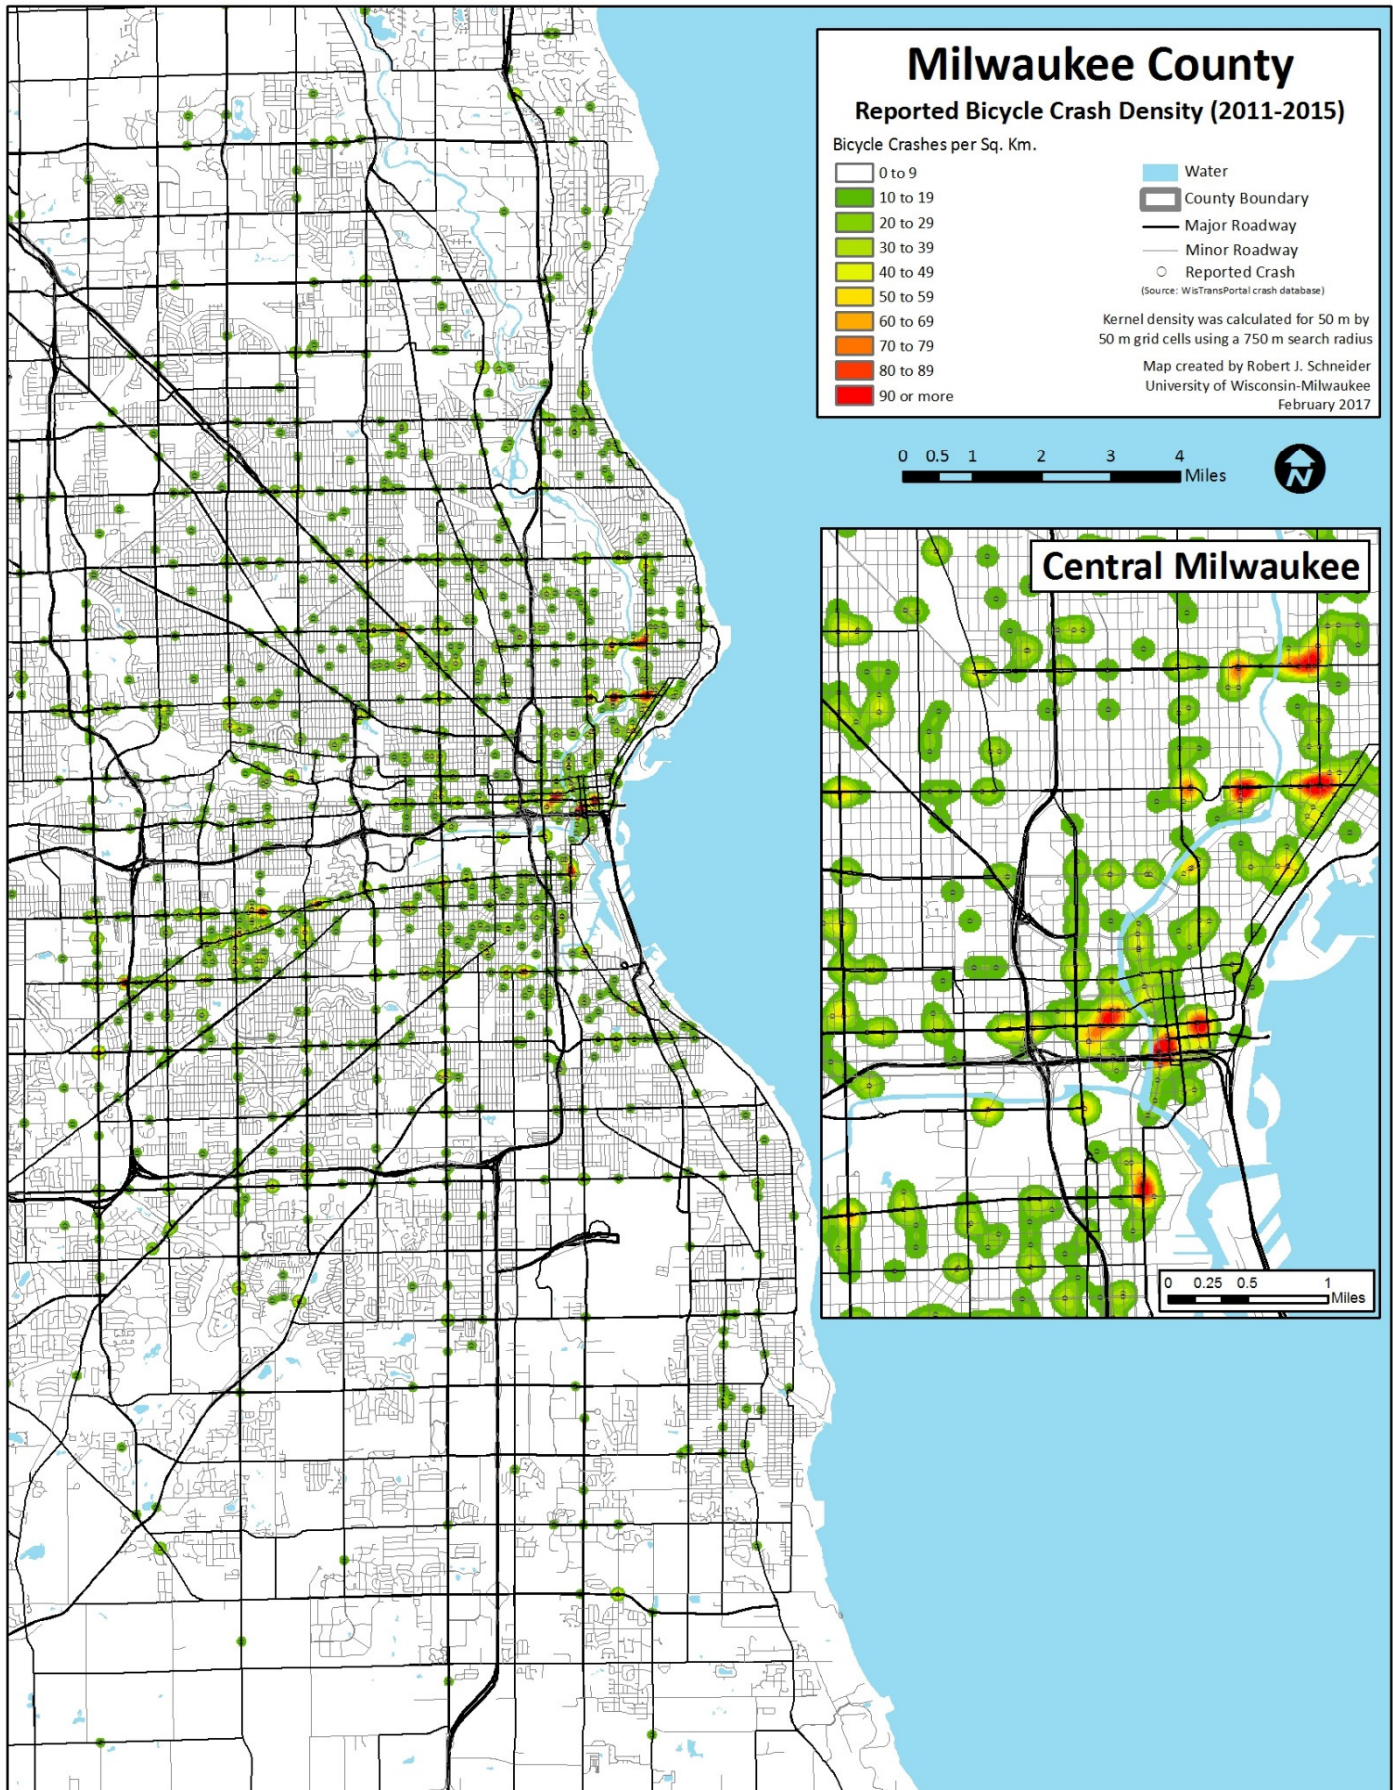 Milwaukee County
Reported Bicycle Crash Density (2011-2015)
Bicycle Crashes per Sq. Km.
0 to 9
10 to 19
20 to 29
30 to 39
40 to 49
50 to 59
60 to 69
70 to 79
80 to 89
90 or more
Water
County Boundary
Major Roadway
Minor Roadway
Reported Crash
(Source: WisTransPortal crash database)
Kernel density was calculated for 50 m by
50 m grid cells using a 750 m search radius
Map created by Robert J. Schneider
University of Wisconsin-Milwaukee
February 2017
0 0.5 1 2 3 4
Miles
N
Central Milwaukee
0 0.25 0.5 1
Miles